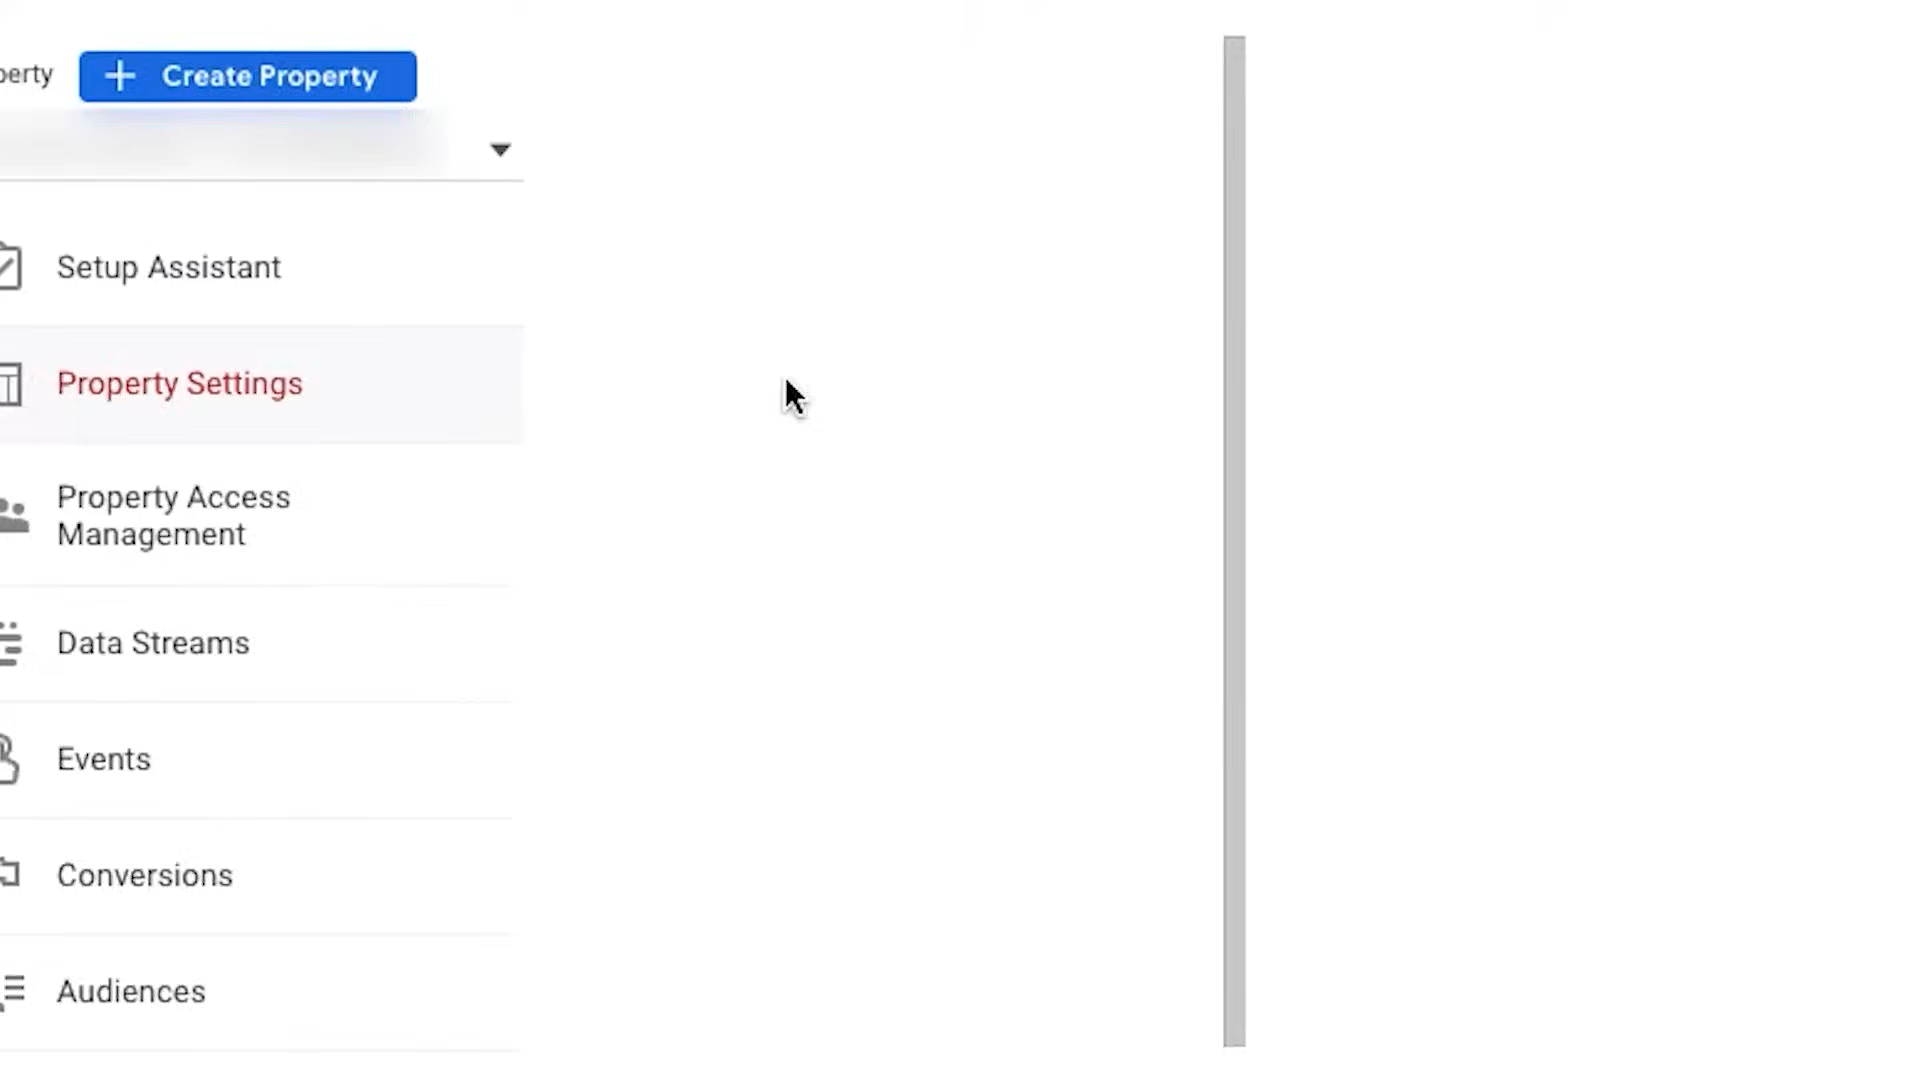 perty
Create Property
Setup Assistant
Property Settings
Property Access
Management
Data Streams
Events
Conversions
Audiences